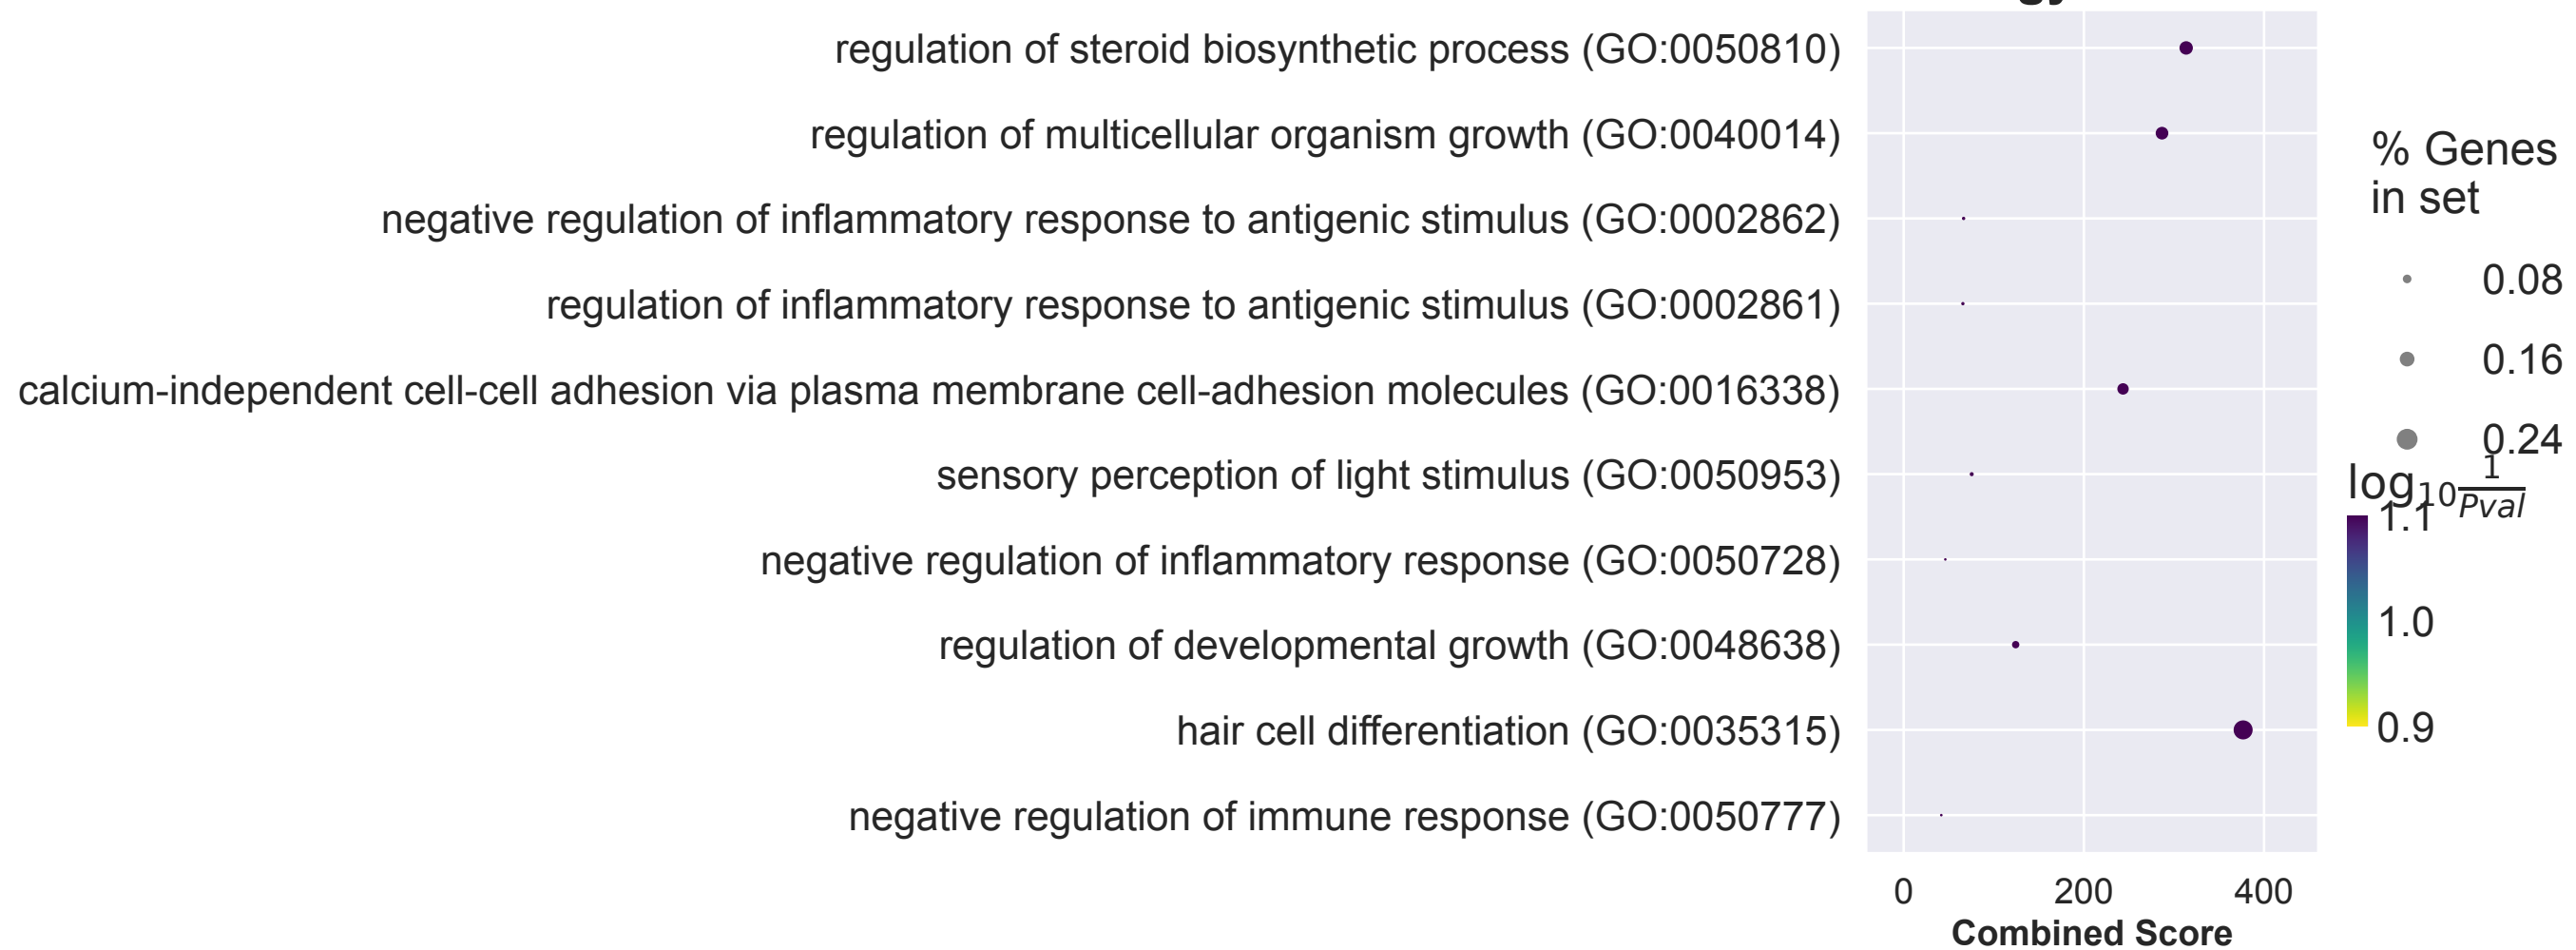 regulation of steroid biosynthetic process (GO:0050810)
regulation of multicellular organism growth (GO:0040014)
negative regulation of inflammatory response to antigenic stimulus (GO:0002862)
regulation of inflammatory response to antigenic stimulus (GO:0002861)
calcium-independent cell-cell adhesion via plasma membrane cell-adhesion molecules (GO:0016338)
sensory perception of light stimulus (GO:0050953)
negative regulation of inflammatory response (GO:0050728)
regulation of developmental growth (GO:0048638)
hair cell differentiation (GO:0035315)
negative regulation of immune response (GO:0050777)
0 200 400
Combined Score
% Genes
in set
0.08
0.16
0.24
log₁₀ 1/Pval
1.1
1.0
0.9